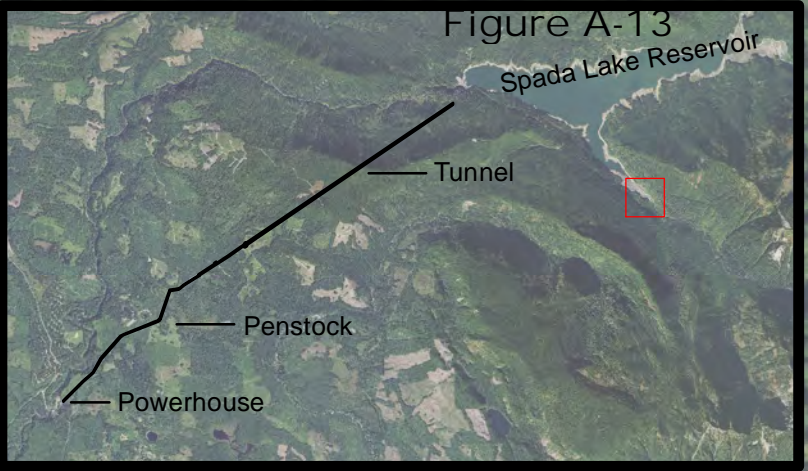 Figure A-13
Spada Lake Reservoir
Tunnel
Penstock
Powerhouse